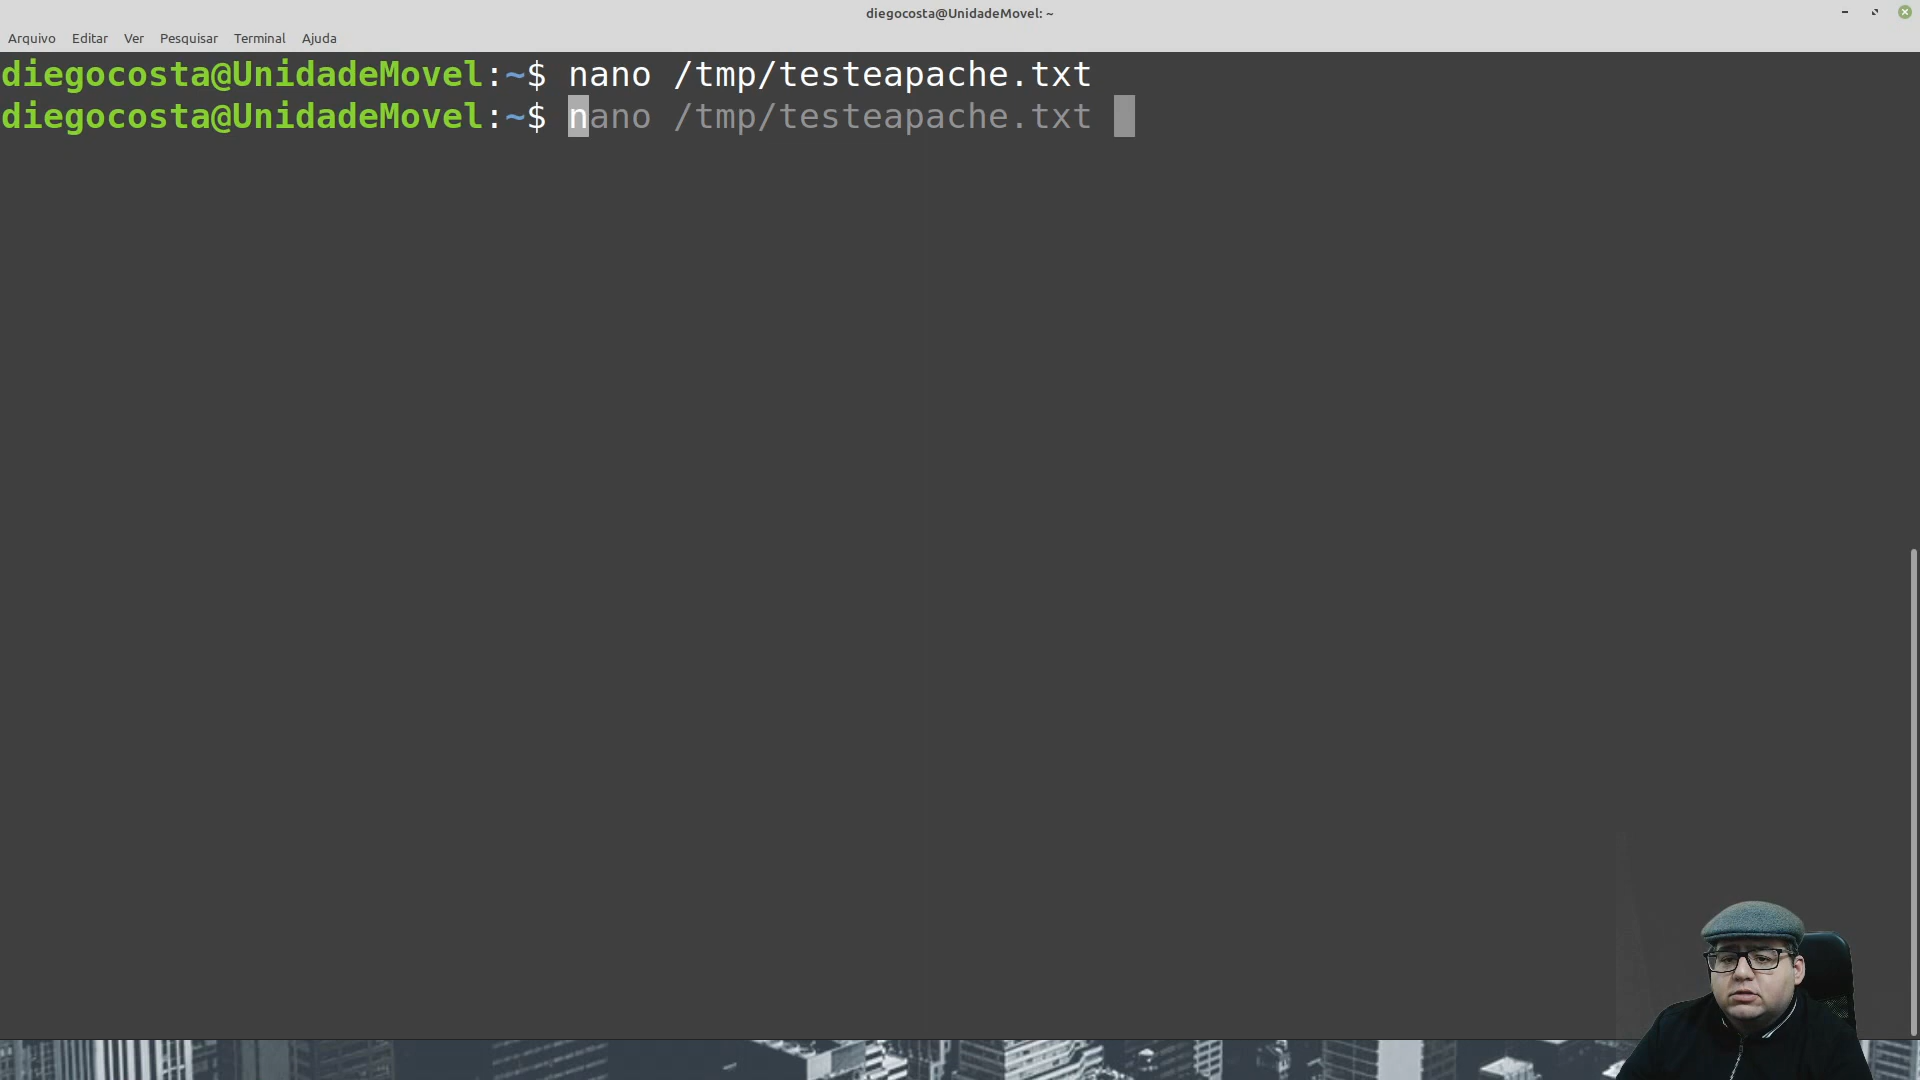 diegocosta@UnidadeMovel: ~
Arquivo Editar Ver Pesquisar Terminal Ajuda
diegocosta@UnidadeMovel:~$ nano /tmp/testeapache.txt
diegocosta@UnidadeMovel:~$ nano /tmp/testeapache.txt